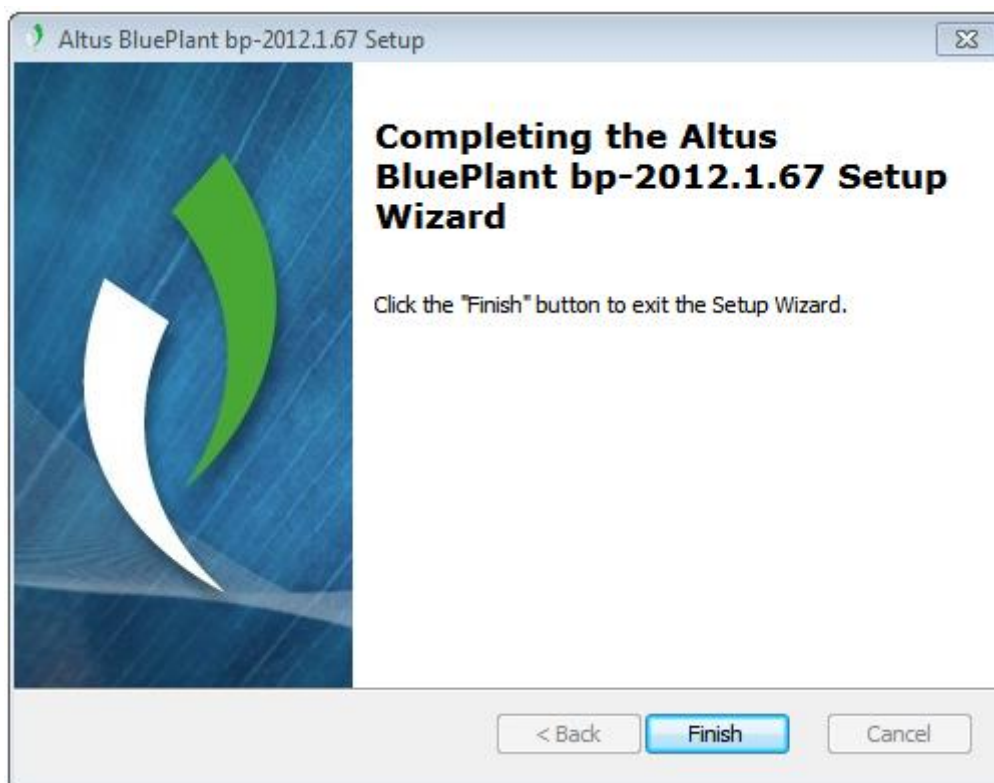 Altus BluePlant bp-2012.1.67 Setup
Completing the Altus
BluePlant bp-2012.1.67 Setup
Wizard
Click the "Finish" button to exit the Setup Wizard.
< Back Finish Cancel